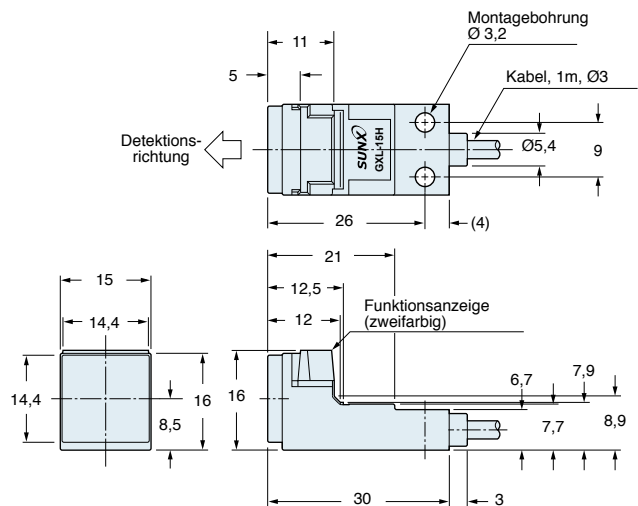 Montagebohrung
Ø 3,2
11
5
Kabel, 1m, Ø3
Detektions-
richtung
SUNX
GXL-15H
Ø5,4
9
26
(4)
21
15
12,5
Funktionsanzeige
(zweifarbig)
14,4
12
6,7
7,9
14,4
16
16
8,5
7,7
8,9
30
3